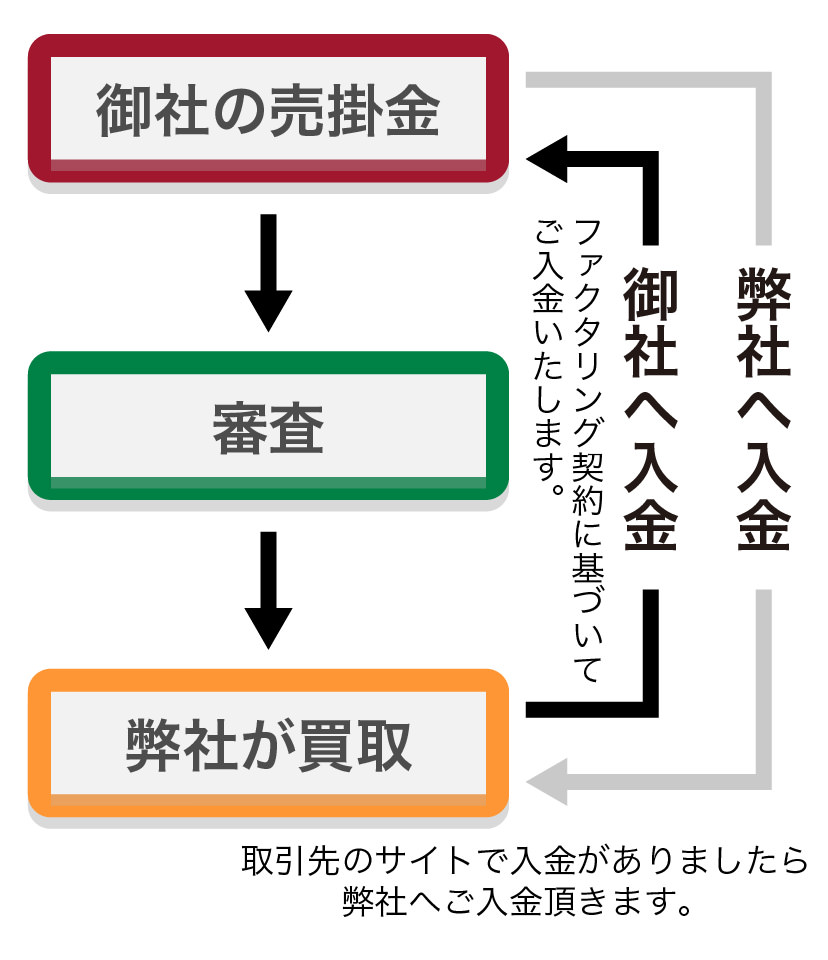 御社の売掛金
審査
弊社が買取
弊社へ入金
御社へ入金
ファクタリング契約に基づいて
ご入金いたします。
取引先のサイトで入金がありましたら
弊社へご入金頂きます。